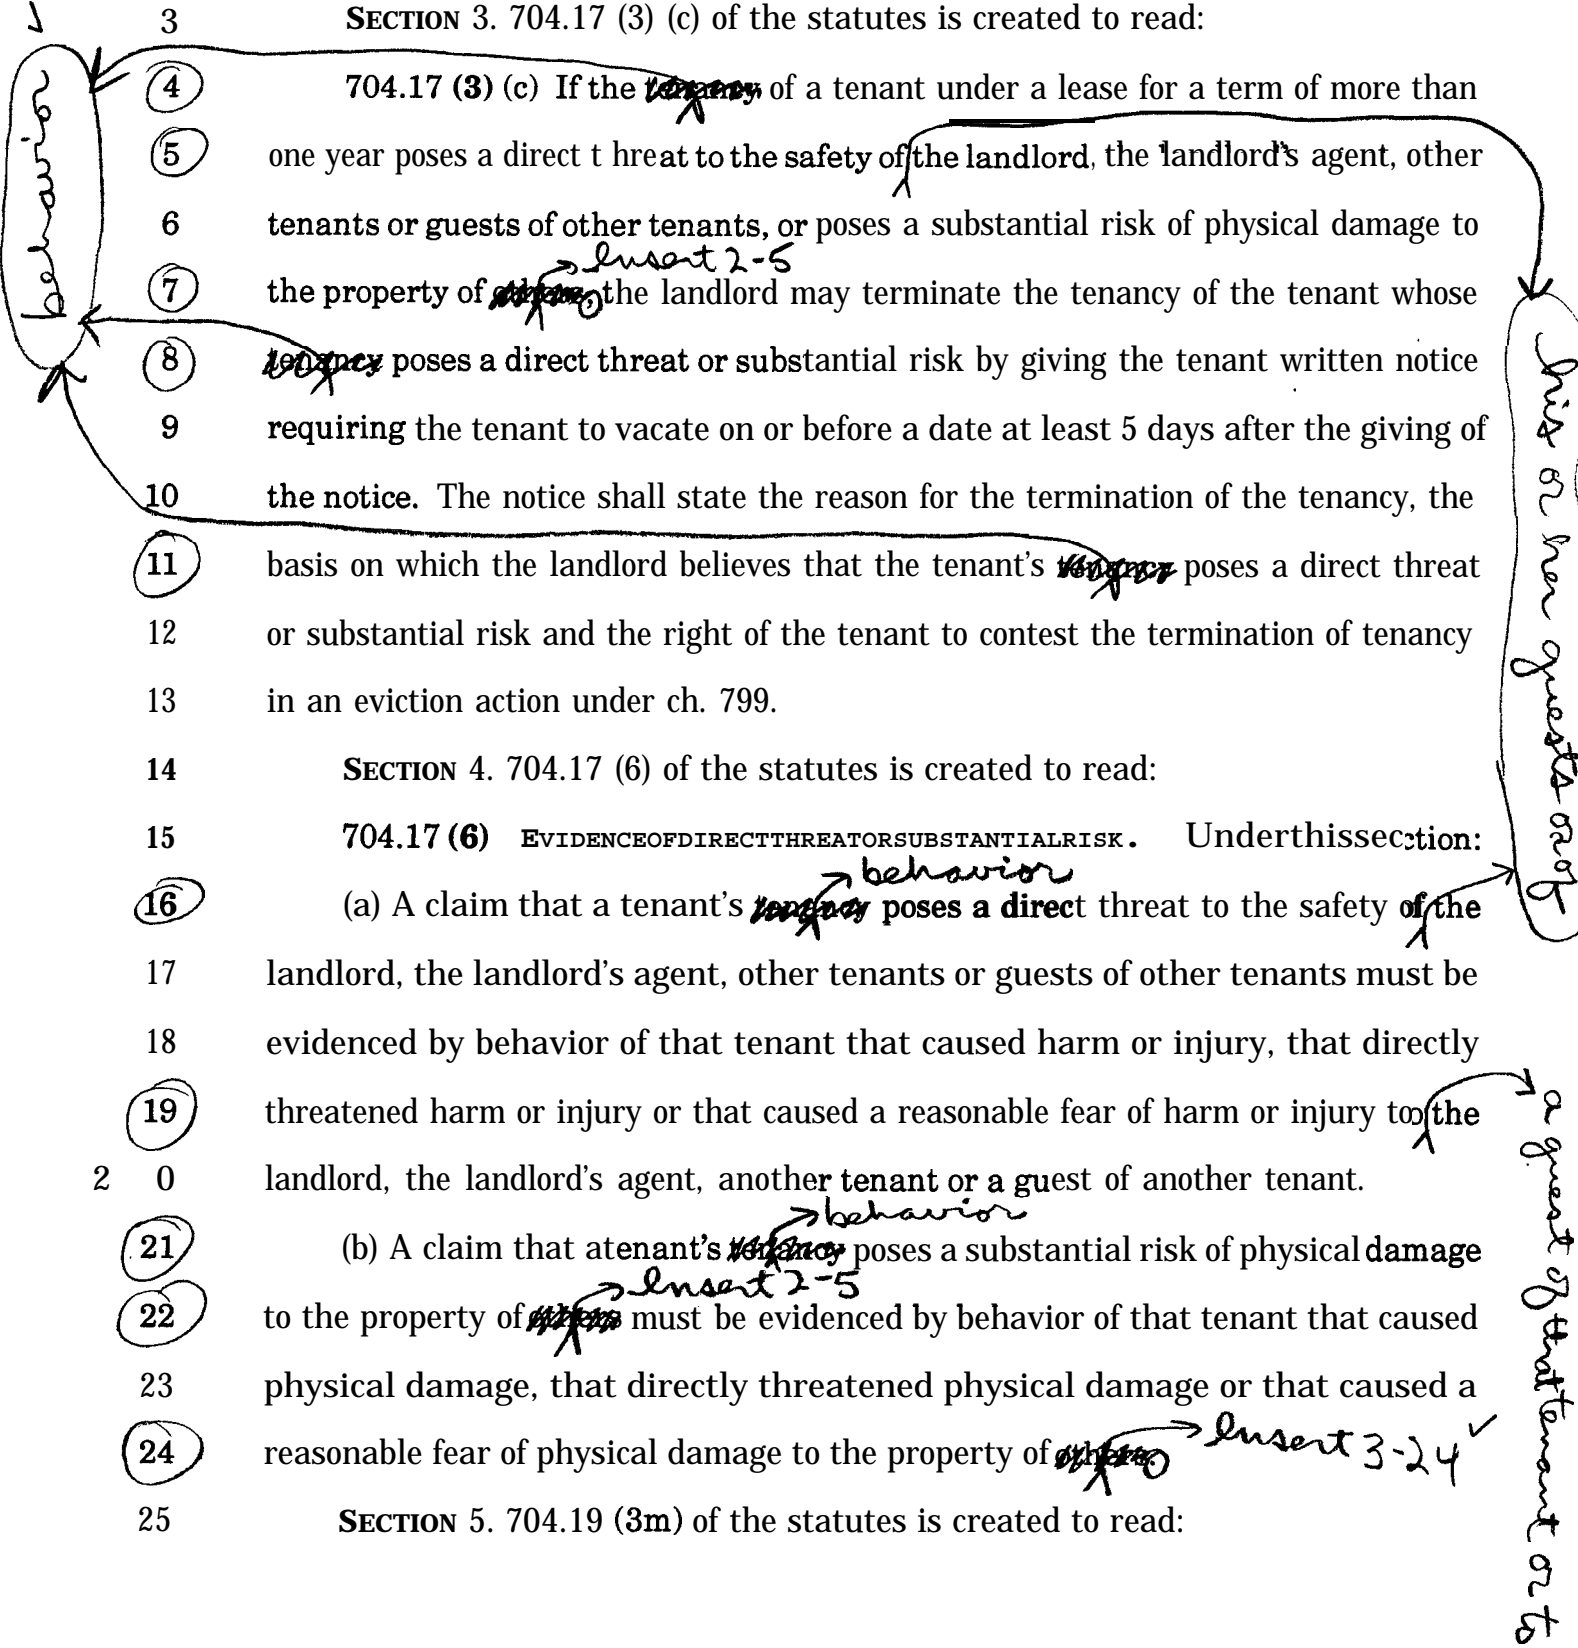 3 SECTION 3. 704.17 (3) (c) of the statutes is created to read:
behavior
4 704.17 (3) (c) If the tenancy of a tenant under a lease for a term of more than
5 one year poses a direct t hreat to the safety of the landlord, the landlord's agent, other
6 tenants or guests of other tenants, or poses a substantial risk of physical damage to
Insert 2-5
7 the property of others, the landlord may terminate the tenancy of the tenant whose
8 tenancy poses a direct threat or substantial risk by giving the tenant written notice
his or her guests or of
9 requiring the tenant to vacate on or before a date at least 5 days after the giving of
10 the notice. The notice shall state the reason for the termination of the tenancy, the
11 basis on which the landlord believes that the tenant's tenancy poses a direct threat
12 or substantial risk and the right of the tenant to contest the termination of tenancy
13 in an eviction action under ch. 799.
14 SECTION 4. 704.17 (6) of the statutes is created to read:
15 704.17 (6) EVIDENCEOFDIRECTTHREATORSUBSTANTIALRISK. Underthissection:
behavior
16 (a) A claim that a tenant's tenancy poses a direct threat to the safety of the
17 landlord, the landlord's agent, other tenants or guests of other tenants must be
18 evidenced by behavior of that tenant that caused harm or injury, that directly
19 threatened harm or injury or that caused a reasonable fear of harm or injury to the
a guest of that tenant or to
2 0 landlord, the landlord's agent, another tenant or a guest of another tenant.
behavior
21 (b) A claim that atenant's tenancy poses a substantial risk of physical damage
Insert 2-5
22 to the property of others must be evidenced by behavior of that tenant that caused
23 physical damage, that directly threatened physical damage or that caused a
24 reasonable fear of physical damage to the property of others. Insert 3-24
25 SECTION 5. 704.19 (3m) of the statutes is created to read: